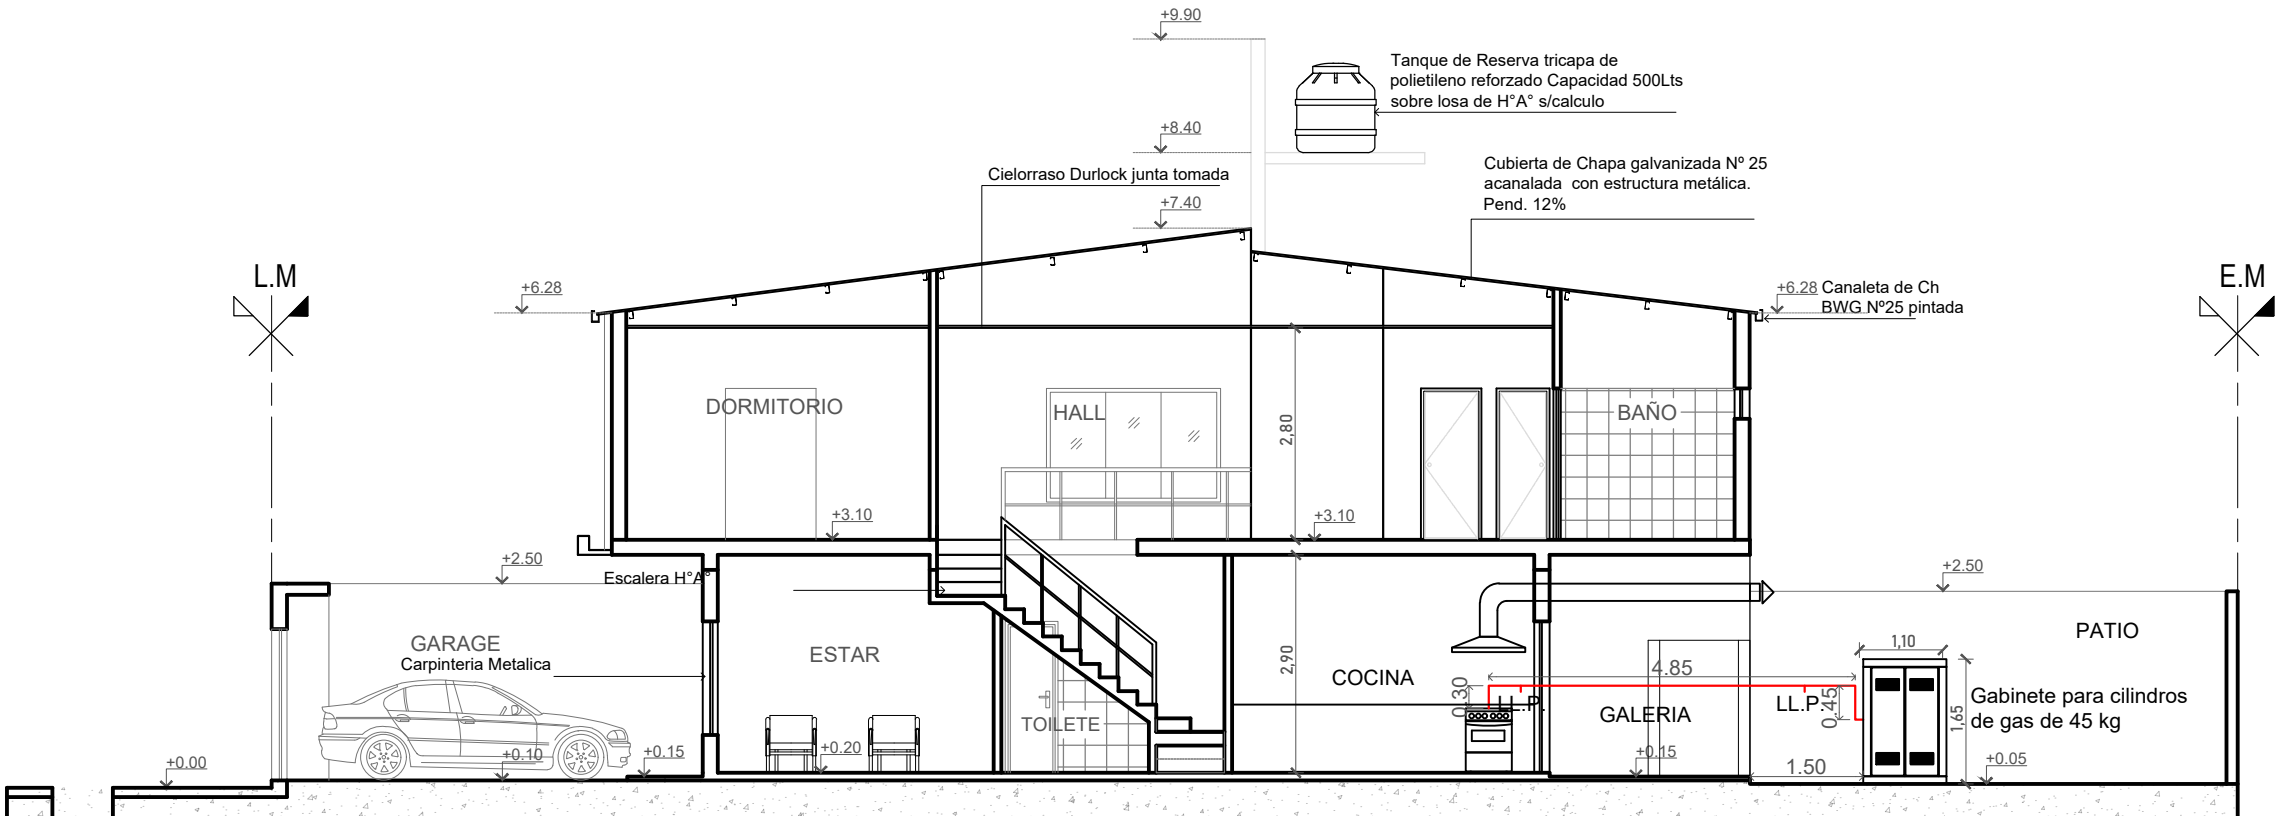 +9.90
Tanque de Reserva tricapa de
polietileno reforzado Capacidad 500Lts
sobre losa de H°A° s/calculo
+8.40
Cielorraso Durlock junta tomada
Cubierta de Chapa galvanizada Nº 25
acanalada con estructura metálica.
Pend. 12%
+7.40
L.M
E.M
+6.28
+6.28
Canaleta de Ch
BWG Nº25 pintada
DORMITORIO
HALL
2,80
BAÑO
+3.10
+3.10
+2.50
Escalera H°A°
+2.50
GARAGE
Carpinteria Metalica
ESTAR
2,90
COCINA
PATIO
1,10
4.85
0.30
LL.P.
LL.P.
0.45
1,65
Gabinete para cilindros
de gas de 45 kg
TOILETE
GALERIA
+0.00
+0.10
+0.15
+0.20
+0.15
1.50
+0.05